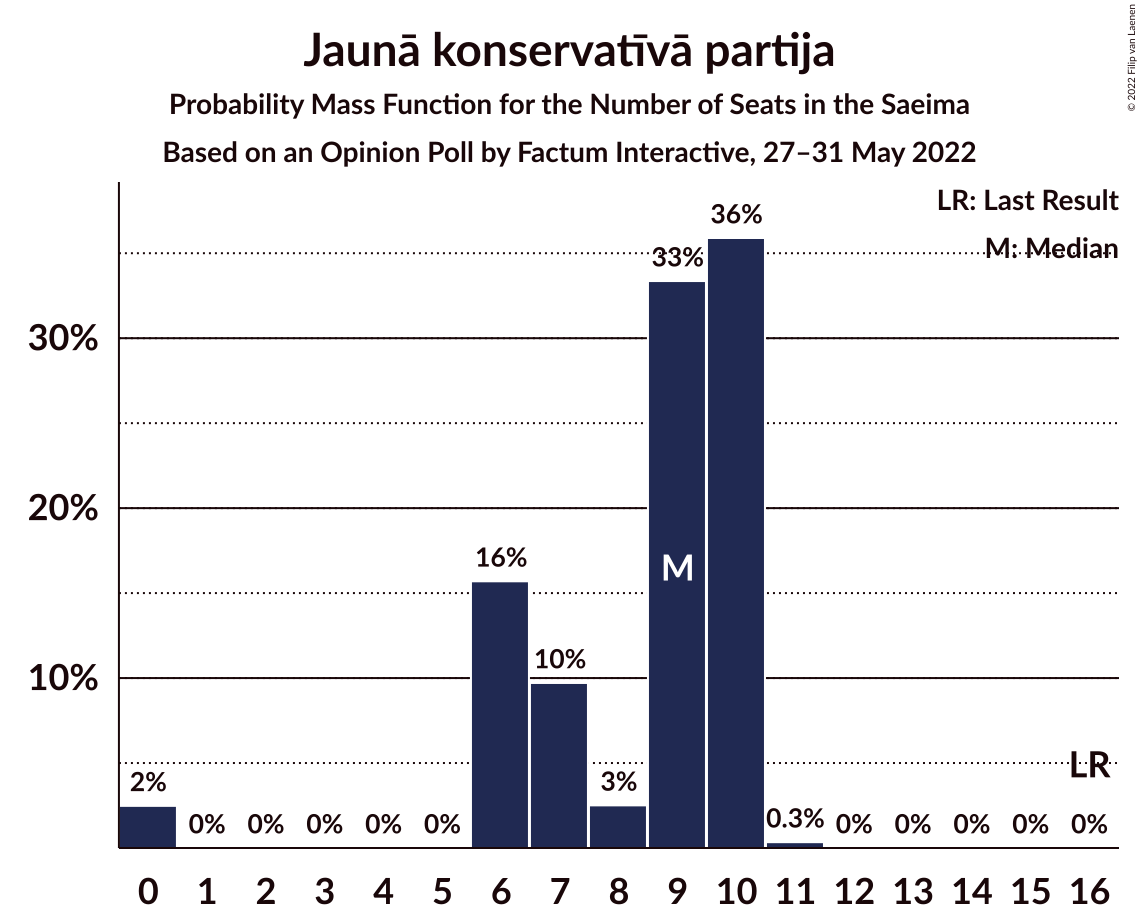 Jaunā konservatīvā partija
Probability Mass Function for the Number of Seats in the Saeima
Based on an Opinion Poll by Factum Interactive, 27–31 May 2022
© 2022 Filip van Laenen
LR: Last Result
M: Median
36%
33%
30%
20%
16%
M
10%
10%
LR
2%
0%
0%
0%
0%
0%
3%
0.3%
0%
0%
0%
0%
0%
0 1 2 3 4 5 6 7 8 9 10 11 12 13 14 15 16